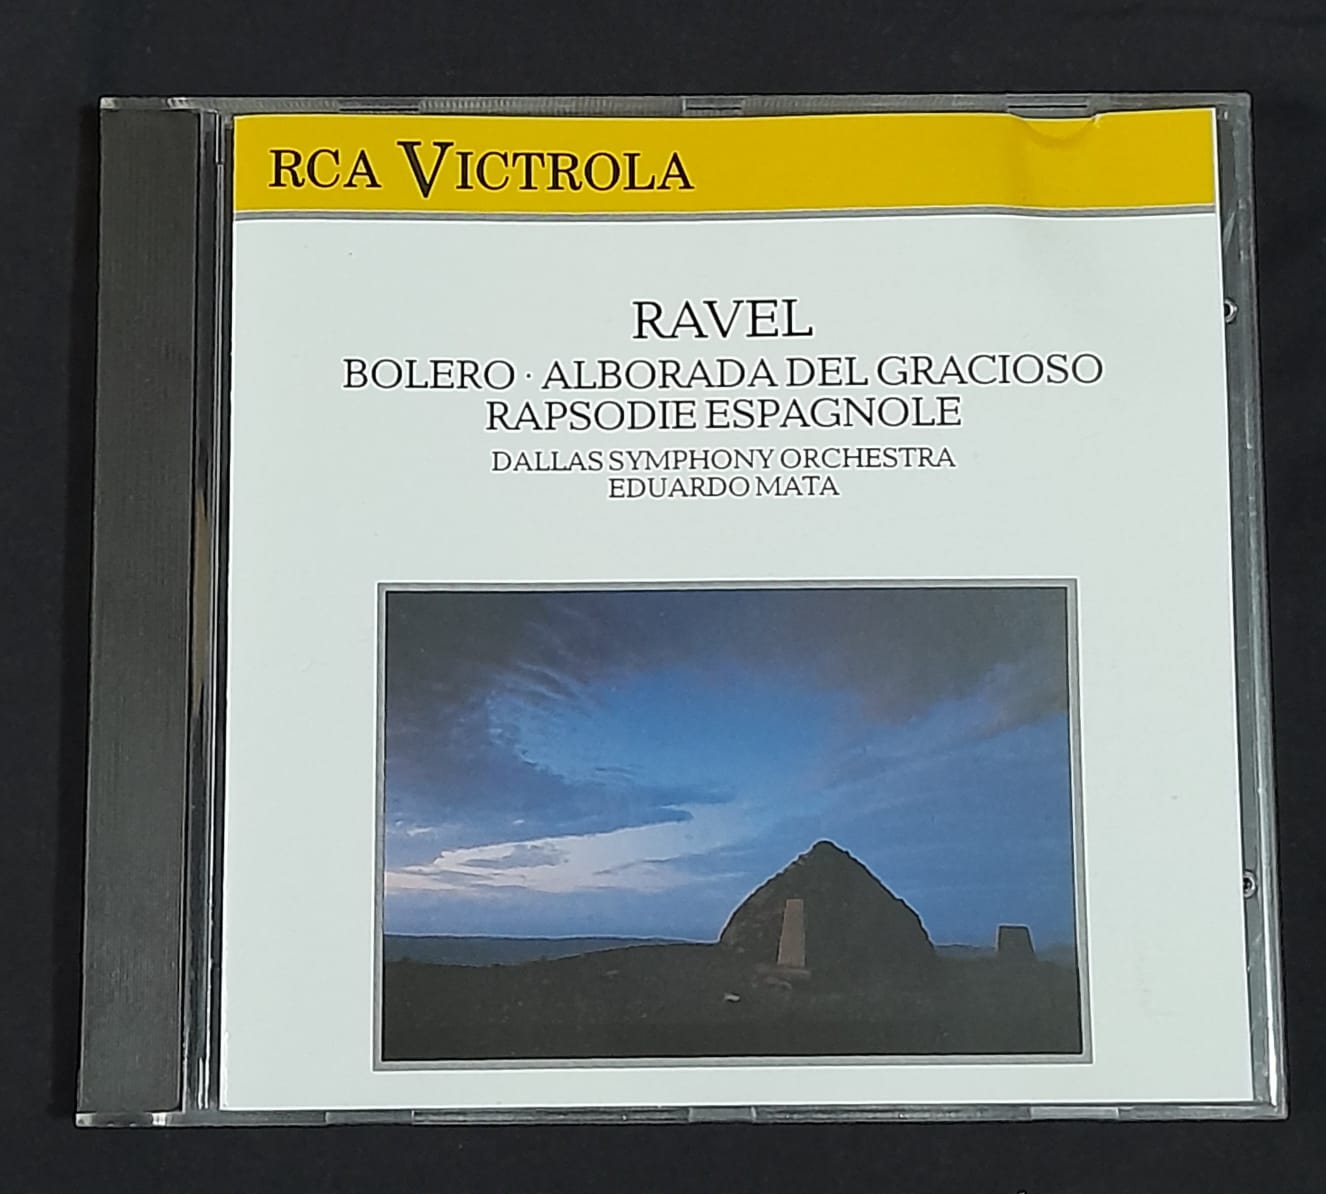 RCA VICTROLA
RAVEL
BOLERO · ALBORADA DEL GRACIOSO
RAPSODIE ESPAGNOLE
DALLAS SYMPHONY ORCHESTRA
EDUARDO MATA